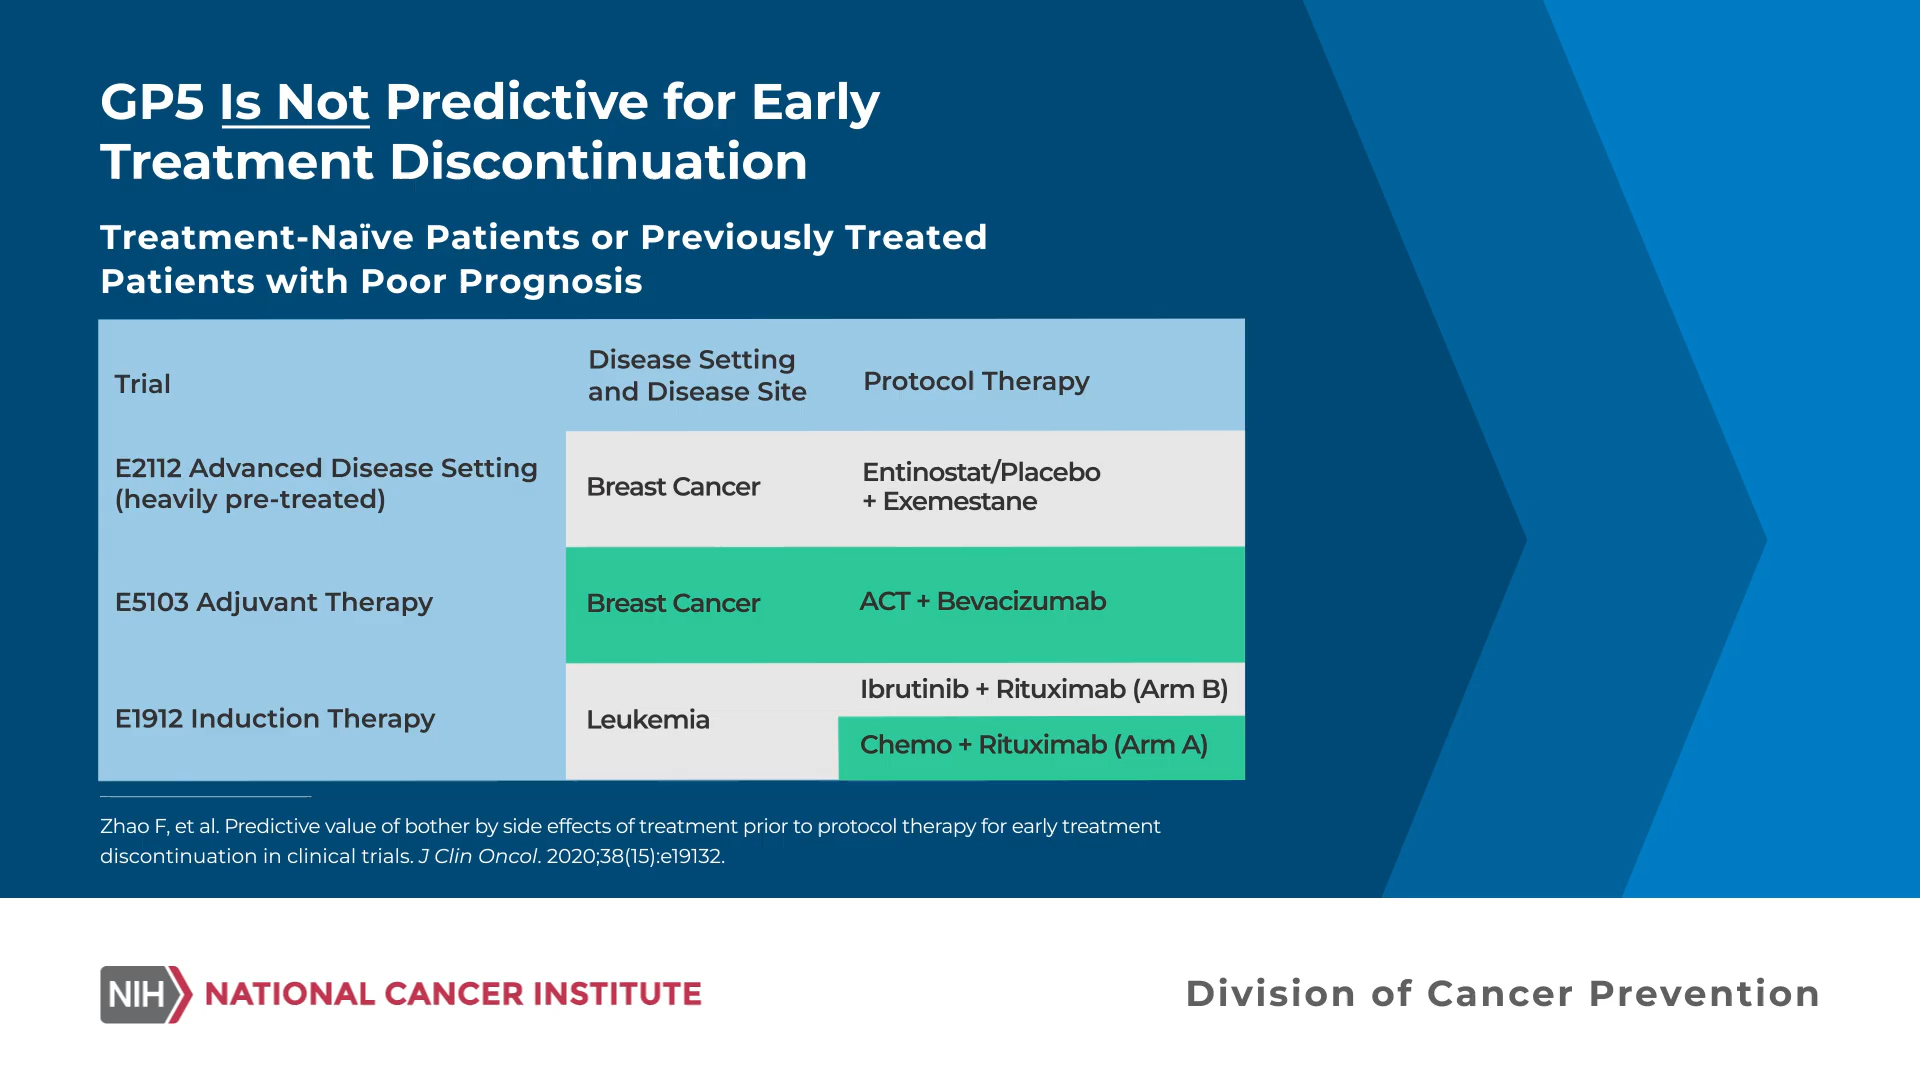 GP5 Is Not Predictive for Early
Treatment Discontinuation
Treatment-Naïve Patients or Previously Treated
Patients with Poor Prognosis
Trial
Disease Setting
and Disease Site
Protocol Therapy
E2112 Advanced Disease Setting
(heavily pre-treated)
Breast Cancer
Entinostat/Placebo
+ Exemestane
E5103 Adjuvant Therapy
Breast Cancer
ACT + Bevacizumab
E1912 Induction Therapy
Leukemia
Ibrutinib + Rituximab (Arm B)
Chemo + Rituximab (Arm A)
Zhao F, et al. Predictive value of bother by side effects of treatment prior to protocol therapy for early treatment
discontinuation in clinical trials. J Clin Oncol. 2020;38(15):e19132.
NIH NATIONAL CANCER INSTITUTE
Division of Cancer Prevention